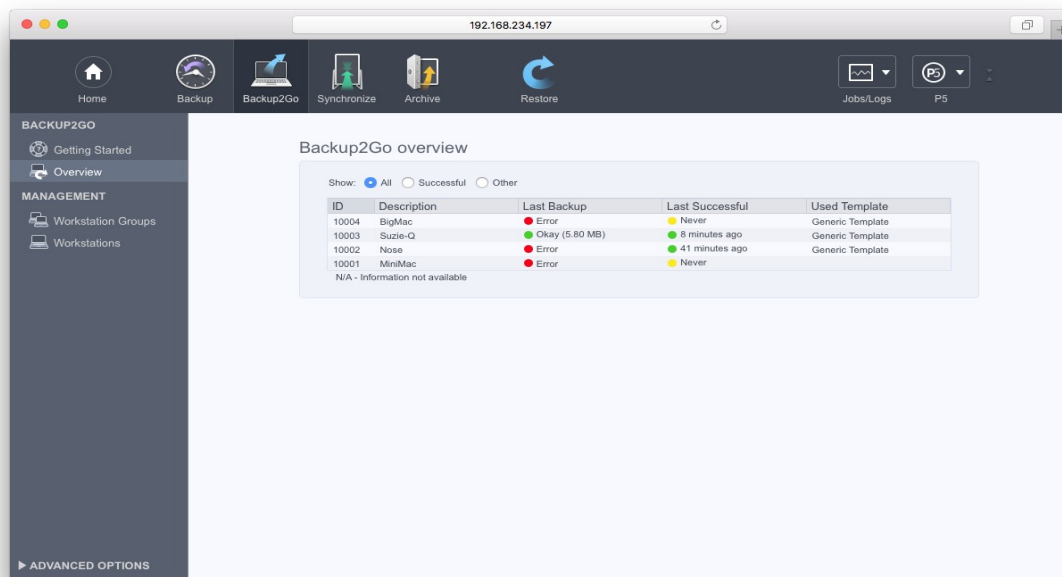 192.168.234.197
Home
Backup
Backup2Go
Synchronize
Archive
Restore
Jobs/Logs
P5
P5
BACKUP2GO
Getting Started
Overview
MANAGEMENT
Workstation Groups
Workstations
ADVANCED OPTIONS
Backup2Go overview
Show: All Successful Other
ID Description Last Backup Last Successful Used Template
10004 BigMac Error Never Generic Template
10003 Suzie-Q Okay (5.80 MB) 8 minutes ago Generic Template
10002 Nose Error 41 minutes ago Generic Template
10001 MiniMac Error Never
N/A - Information not available